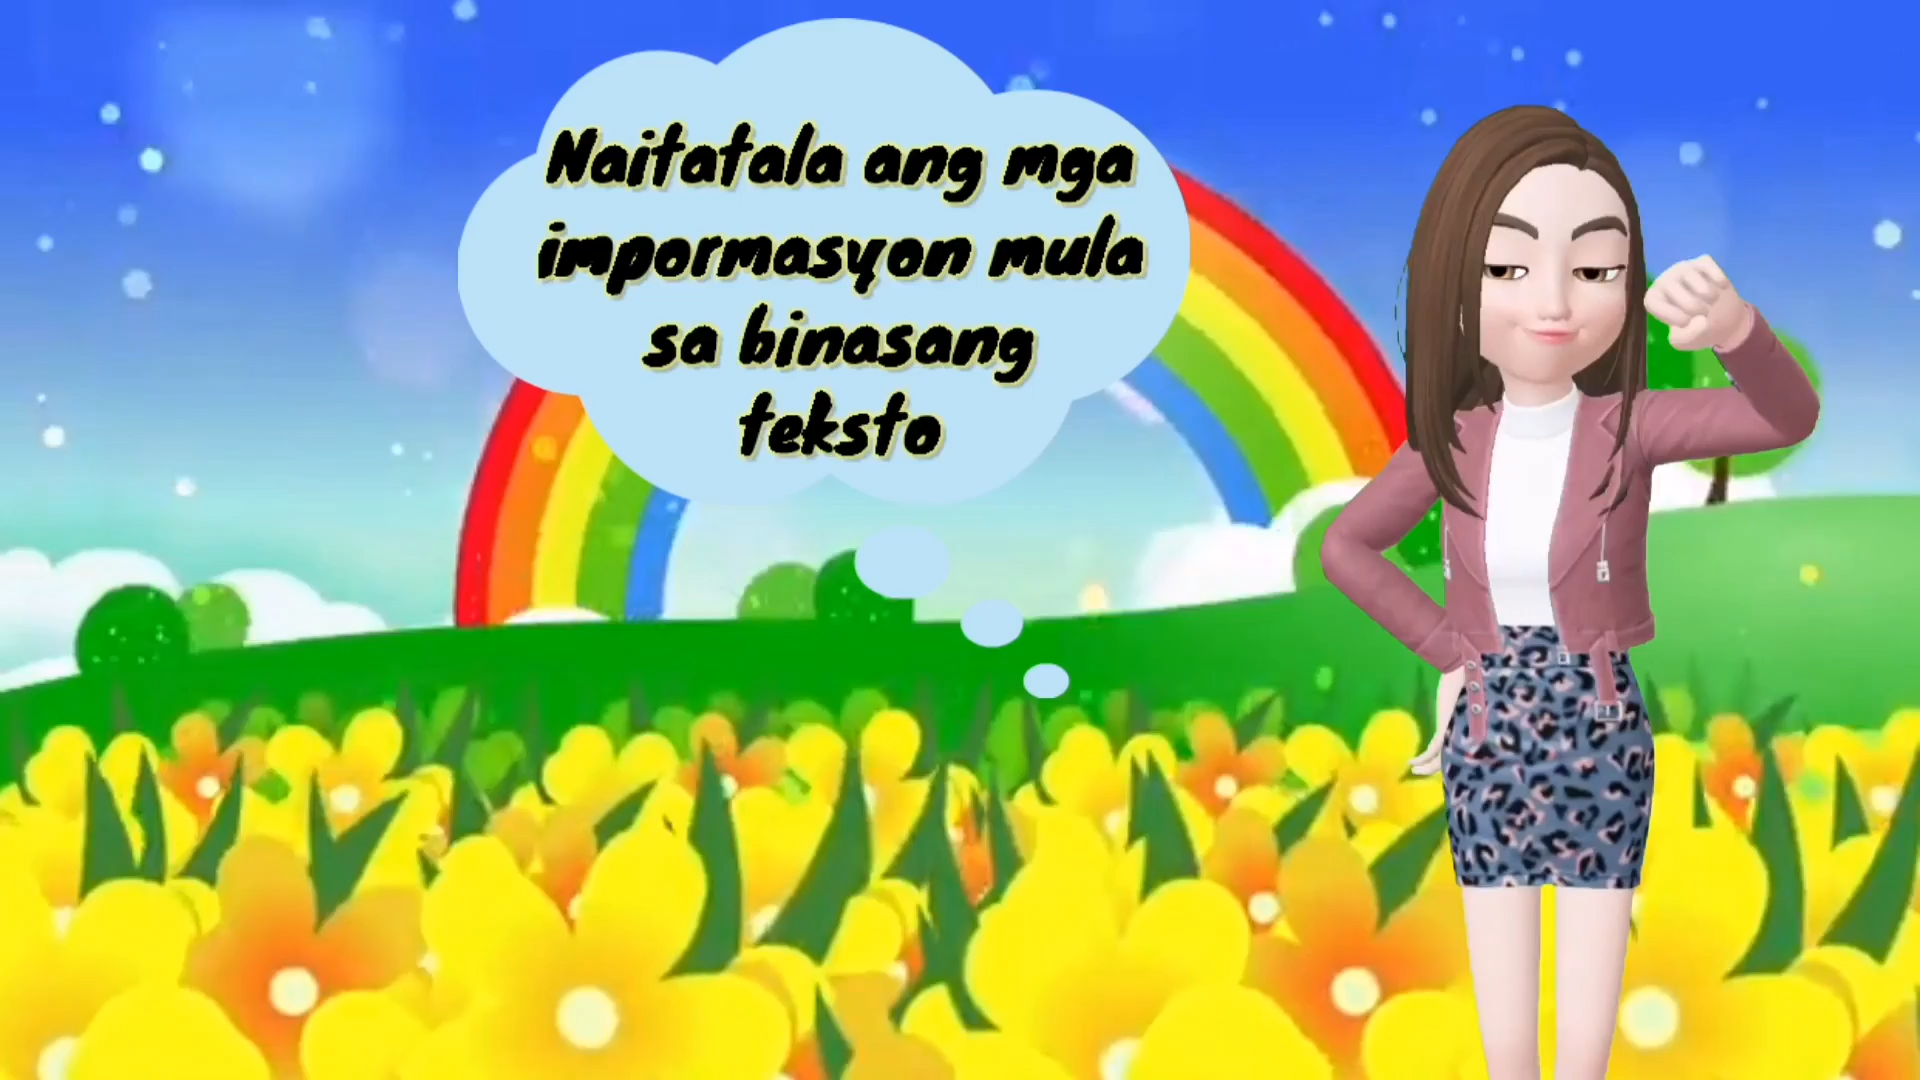 Naitatala ang mga
impormasyon mula
sa binasang
teksto